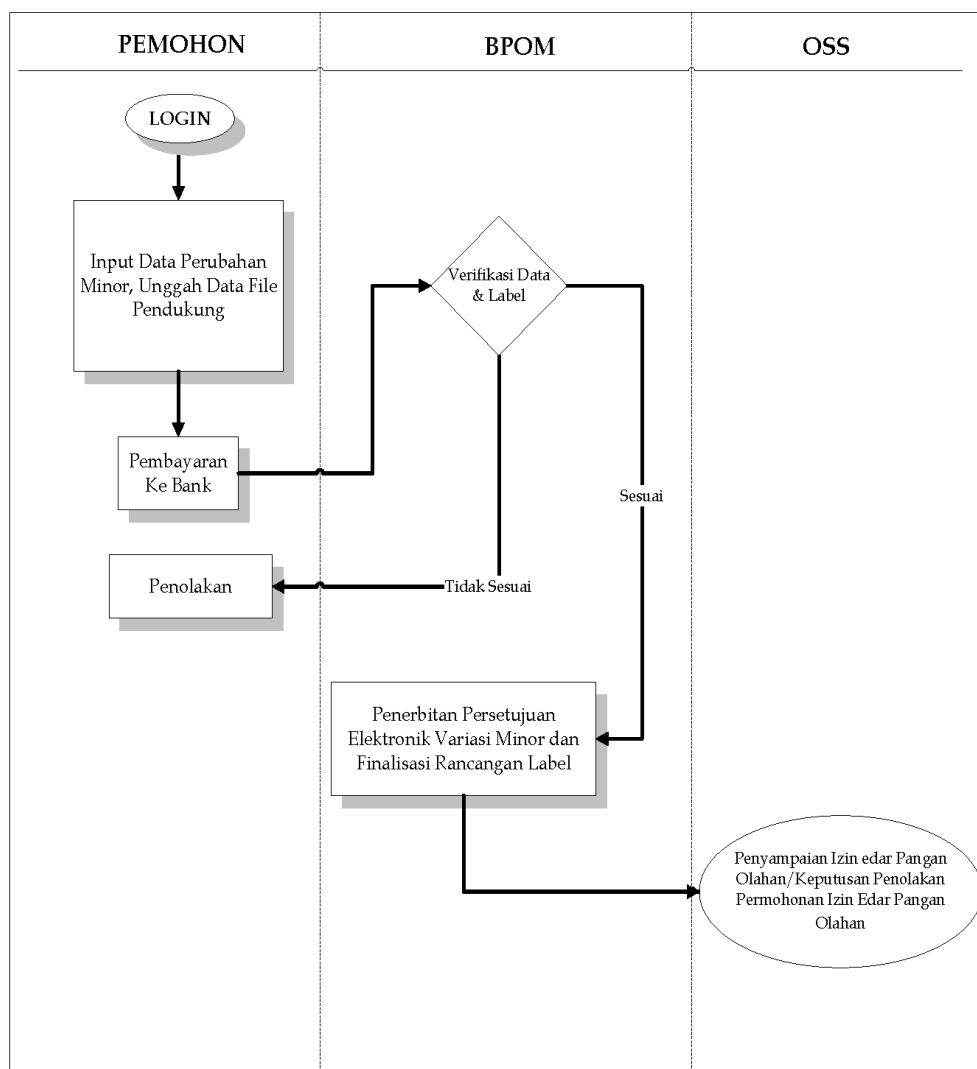 PEMOHON
BPOM
OSS
LOGIN
Input Data Perubahan
Minor, Unggah Data File
Pendukung
Verifikasi Data
& Label
Pembayaran
Ke Bank
Sesuai
Penolakan
Tidak Sesuai
Penerbitan Persetujuan
Elektronik Variasi Minor dan
Finalisasi Rancangan Label
Penyampaian Izin edar Pangan
Olahan/Keputusan Penolakan
Permohonan Izin Edar Pangan
Olahan